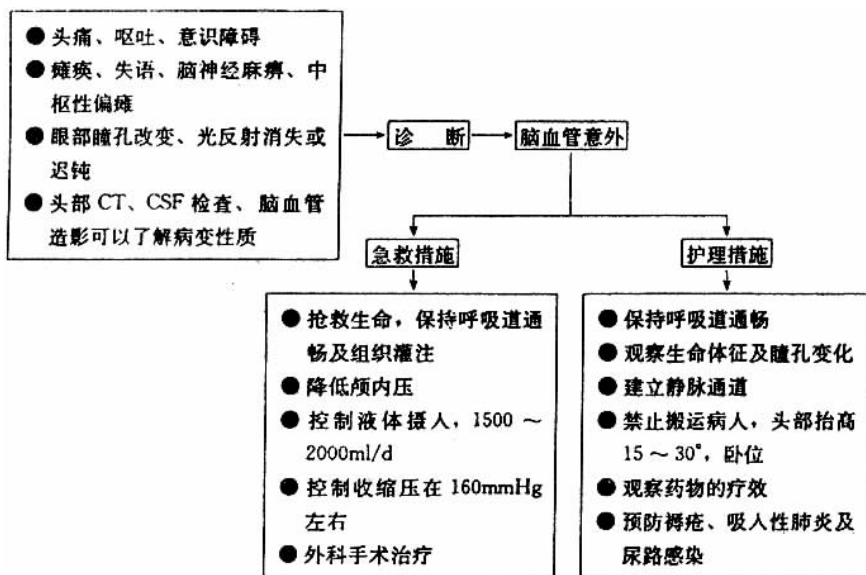 ● 头痛、呕吐、意识障碍
● 瘫痪、失语、脑神经麻痹、中
枢性偏瘫
● 眼部瞳孔改变、光反射消失或
迟钝
● 头部 CT、CSF 检查、脑血管
造影可以了解病变性质
诊 断
脑血管意外
急救措施
● 抢救生命，保持呼吸道通
畅及组织灌注
● 降低颅内压
● 控制液体摄人，1500 ～
2000ml/d
● 控制收缩压在 160mmHg
左右
● 外科手术治疗
护理措施
● 保持呼吸道通畅
● 观察生命体征及瞳孔变化
● 建立静脉通道
● 禁止搬运病人，头部抬高
15 ～ 30°，卧位
● 观察药物的疗效
● 预防褥疮、吸人性肺炎及
尿路感染